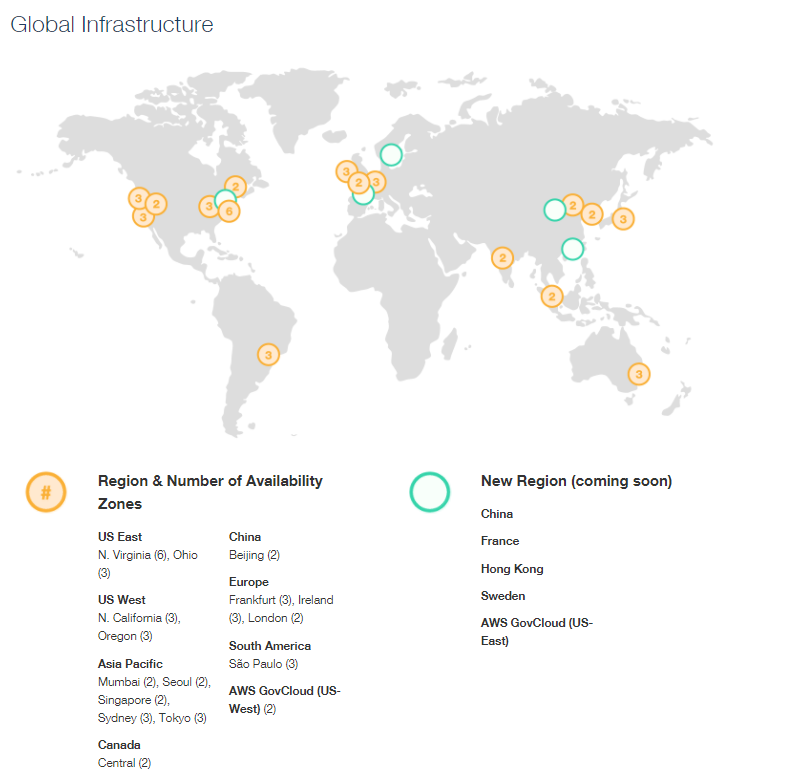 Global Infrastructure
3
2
3
2
3
6
3
2
3
3
2
2
2
3
2
2
3
#
Region & Number of Availability
Zones
US East
N. Virginia (6), Ohio
(3)
US West
N. California (3),
Oregon (3)
Asia Pacific
Mumbai (2), Seoul (2),
Singapore (2),
Sydney (3), Tokyo (3)
Canada
Central (2)
China
Beijing (2)
Europe
Frankfurt (3), Ireland
(3), London (2)
South America
São Paulo (3)
AWS GovCloud (US-
West) (2)
New Region (coming soon)
China
France
Hong Kong
Sweden
AWS GovCloud (US-
East)